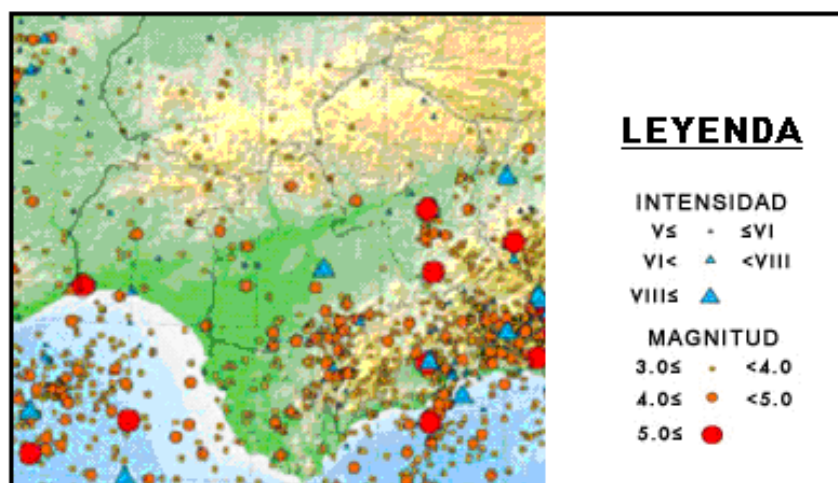 LEYENDA
INTENSIDAD
V≤ ≤VI
VI< <VIII
VIII≤
MAGNITUD
3.0≤ <4.0
4.0≤ <5.0
5.0≤